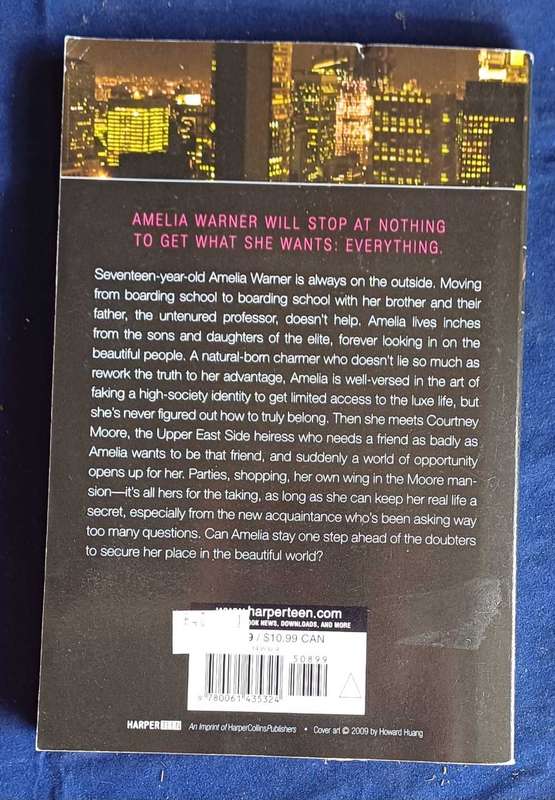 AMELIA WARNER WILL STOP AT NOTHING
TO GET WHAT SHE WANTS: EVERYTHING.
Seventeen-year-old Amelia Warner is always on the outside. Moving
from boarding school to boarding school with her brother and their
father, the untenured professor, doesn't help. Amelia lives inches
from the sons and daughters of the elite, forever looking in on the
beautiful people. A natural-born charmer who doesn't lie so much as
rework the truth to her advantage, Amelia is well-versed in the art of
faking a high-society identity to get limited access to the luxe life, but
she's never figured out how to truly belong. Then she meets Courtney
Moore, the Upper East Side heiress who needs a friend as badly as
Amelia wants to be that friend, and suddenly a world of opportunity
opens up for her. Parties, shopping, her own wing in the Moore man-
sion—it's all hers for the taking, as long as she can keep her real life a
secret, especially from the new acquaintance who's been asking way
too many questions. Can Amelia stay one step ahead of the doubters
to secure her place in the beautiful world?
www.harperteen.com
NEWS, DOWNLOADS, AND MORE
9 / $10.99 CAN
50899
9 780061 435324
HARPER TEEN An Imprint of HarperCollinsPublishers • Cover art © 2009 by Howard Huang